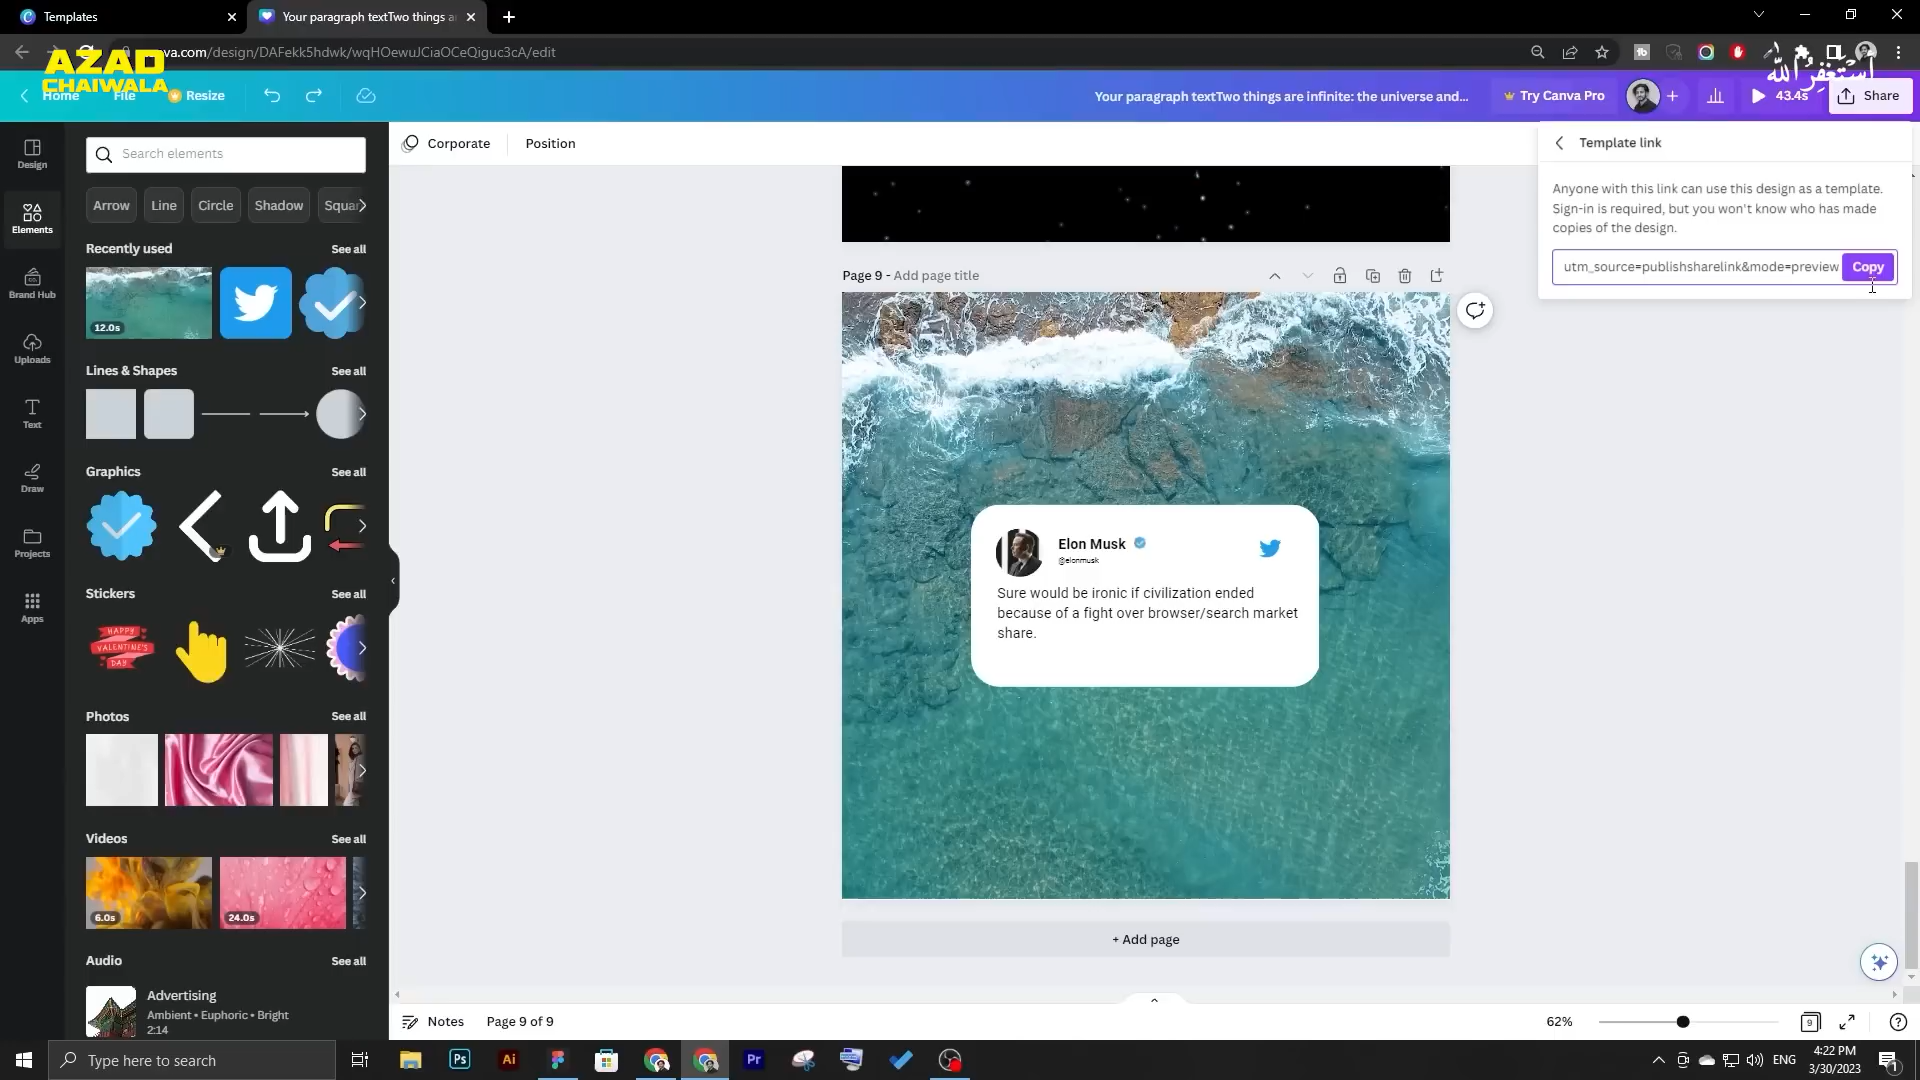 Templates
Your paragraph textTwo things a
va.com/design/DAFekk5hdwk/wqHOewuJCiaOCeQiguc3cA/edit
AZAD
CHAIWALA
أستغفر الله
Home
File
Resize
Your paragraph textTwo things are infinite: the universe and...
Try Canva Pro
43.4s
Share
Design
Elements
Brand Hub
Uploads
Text
Draw
Projects
Apps
Search elements
Arrow
Line
Circle
Shadow
Squar
Recently used
See all
12.0s
Lines & Shapes
See all
Graphics
See all
Stickers
See all
HAPPY
VALENTINE'S
DAY
Photos
See all
Videos
See all
6.0s
24.0s
Audio
See all
Advertising
Ambient • Euphoric • Bright
2:14
Corporate
Position
Page 9 - Add page title
Elon Musk
@elonmusk
Sure would be ironic if civilization ended
because of a fight over browser/search market
share.
+ Add page
Template link
Anyone with this link can use this design as a template.
Sign-in is required, but you won't know who has made
copies of the design.
utm_source=publishsharelink&mode=preview
Copy
Notes
Page 9 of 9
62%
9
Type here to search
Ps
Ai
Pr
ENG
4:22 PM
3/30/2023
1